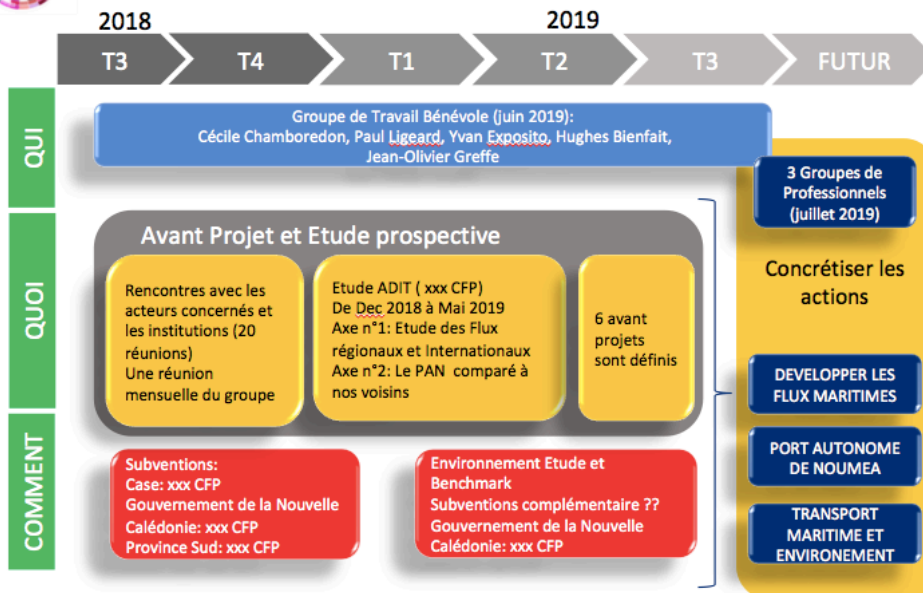 2018
2019
T3
T4
T1
T2
T3
FUTUR
QUI
Groupe de Travail Bénévole (juin 2019):
Cécile Chamboredon, Paul Ligeard, Yvan Exposito, Hughes Bienfait,
Jean-Olivier Greffe
3 Groupes de
Professionnels
(juillet 2019)
QUOI
Avant Projet et Etude prospective
Rencontres avec les
acteurs concernés et
les institutions (20
réunions)
Une réunion
mensuelle du groupe
Etude ADIT ( xxx CFP)
De Dec 2018 à Mai 2019
Axe n°1: Etude des Flux
régionaux et Internationaux
Axe n°2: Le PAN comparé à
nos voisins
6 avant
projets
sont définis
Concrétiser les
actions
DEVELOPPER LES
FLUX MARITIMES
PORT AUTONOME
DE NOUMEA
TRANSPORT
MARITIME ET
ENVIRONEMENT
COMMENT
Subventions:
Case: xxx CFP
Gouvernement de la Nouvelle
Calédonie: xxx CFP
Province Sud: xxx CFP
Environnement Etude et
Benchmark
Subventions complémentaire ??
Gouvernement de la Nouvelle
Calédonie: xxx CFP